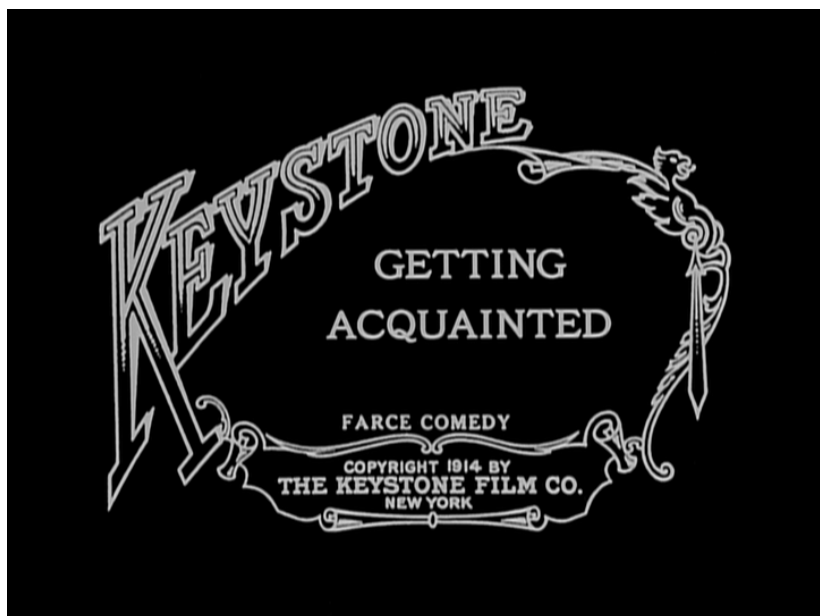 KEYSTONE
GETTING
ACQUAINTED
FARCE COMEDY
COPYRIGHT 1914 BY
THE KEYSTONE FILM CO.
NEW YORK